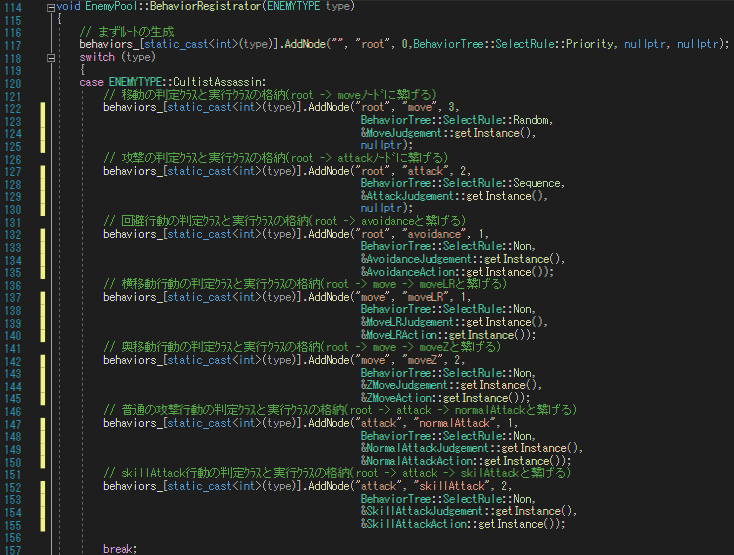 114 void EnemyPool::BehaviorRegistrator(ENEMYTYPE type)
115 {
116 // まずルートの生成
117 behaviors_[static_cast<int>(type)].AddNode("", "root", 0,BehaviorTree::SelectRule::Priority, nullptr, nullptr);
118 switch (type)
119 {
120 case ENEMYTYPE::CultistAssassin:
121 // 移動の判定クラスと実行クラスの格納(root -> moveノードに繋げる)
122 behaviors_[static_cast<int>(type)].AddNode("root", "move", 3,
123 BehaviorTree::SelectRule::Random,
124 &MoveJudgement::getInstance(),
125 nullptr);
126 // 攻撃の判定クラスと実行クラスの格納(root -> attackノードに繋げる)
127 behaviors_[static_cast<int>(type)].AddNode("root", "attack", 2,
128 BehaviorTree::SelectRule::Sequence,
129 &AttackJudgement::getInstance(),
130 nullptr);
131 // 回避行動の判定クラスと実行クラスの格納(root -> avoidanceと繋げる)
132 behaviors_[static_cast<int>(type)].AddNode("root", "avoidance", 1,
133 BehaviorTree::SelectRule::Non,
134 &AvoidanceJudgement::getInstance(),
135 &AvoidanceAction::getInstance());
136 // 横移動行動の判定クラスと実行クラスの格納(root -> move -> moveLRと繋げる)
137 behaviors_[static_cast<int>(type)].AddNode("move", "moveLR", 1,
138 BehaviorTree::SelectRule::Non,
139 &MoveLRJudgement::getInstance(),
140 &MoveLRAction::getInstance());
141 // 奥移動行動の判定クラスと実行クラスの格納(root -> move -> moveZと繋げる)
142 behaviors_[static_cast<int>(type)].AddNode("move", "moveZ", 2,
143 BehaviorTree::SelectRule::Non,
144 &ZMoveJudgement::getInstance(),
145 &ZMoveAction::getInstance());
146 // 普通の攻撃行動の判定クラスと実行クラスの格納(root -> attack -> normalAttackと繋げる)
147 behaviors_[static_cast<int>(type)].AddNode("attack", "normalAttack", 1,
148 BehaviorTree::SelectRule::Non,
149 &NormalAttackJudgement::getInstance(),
150 &NormalAttackAction::getInstance());
151 // skillAttack行動の判定クラスと実行クラスの格納(root -> attack -> skilAttackと繋げる)
152 behaviors_[static_cast<int>(type)].AddNode("attack", "skillAttack", 2,
153 BehaviorTree::SelectRule::Non,
154 &SkillAttackJudgement::getInstance(),
155 &SkillAttackAction::getInstance());
156
157 break;